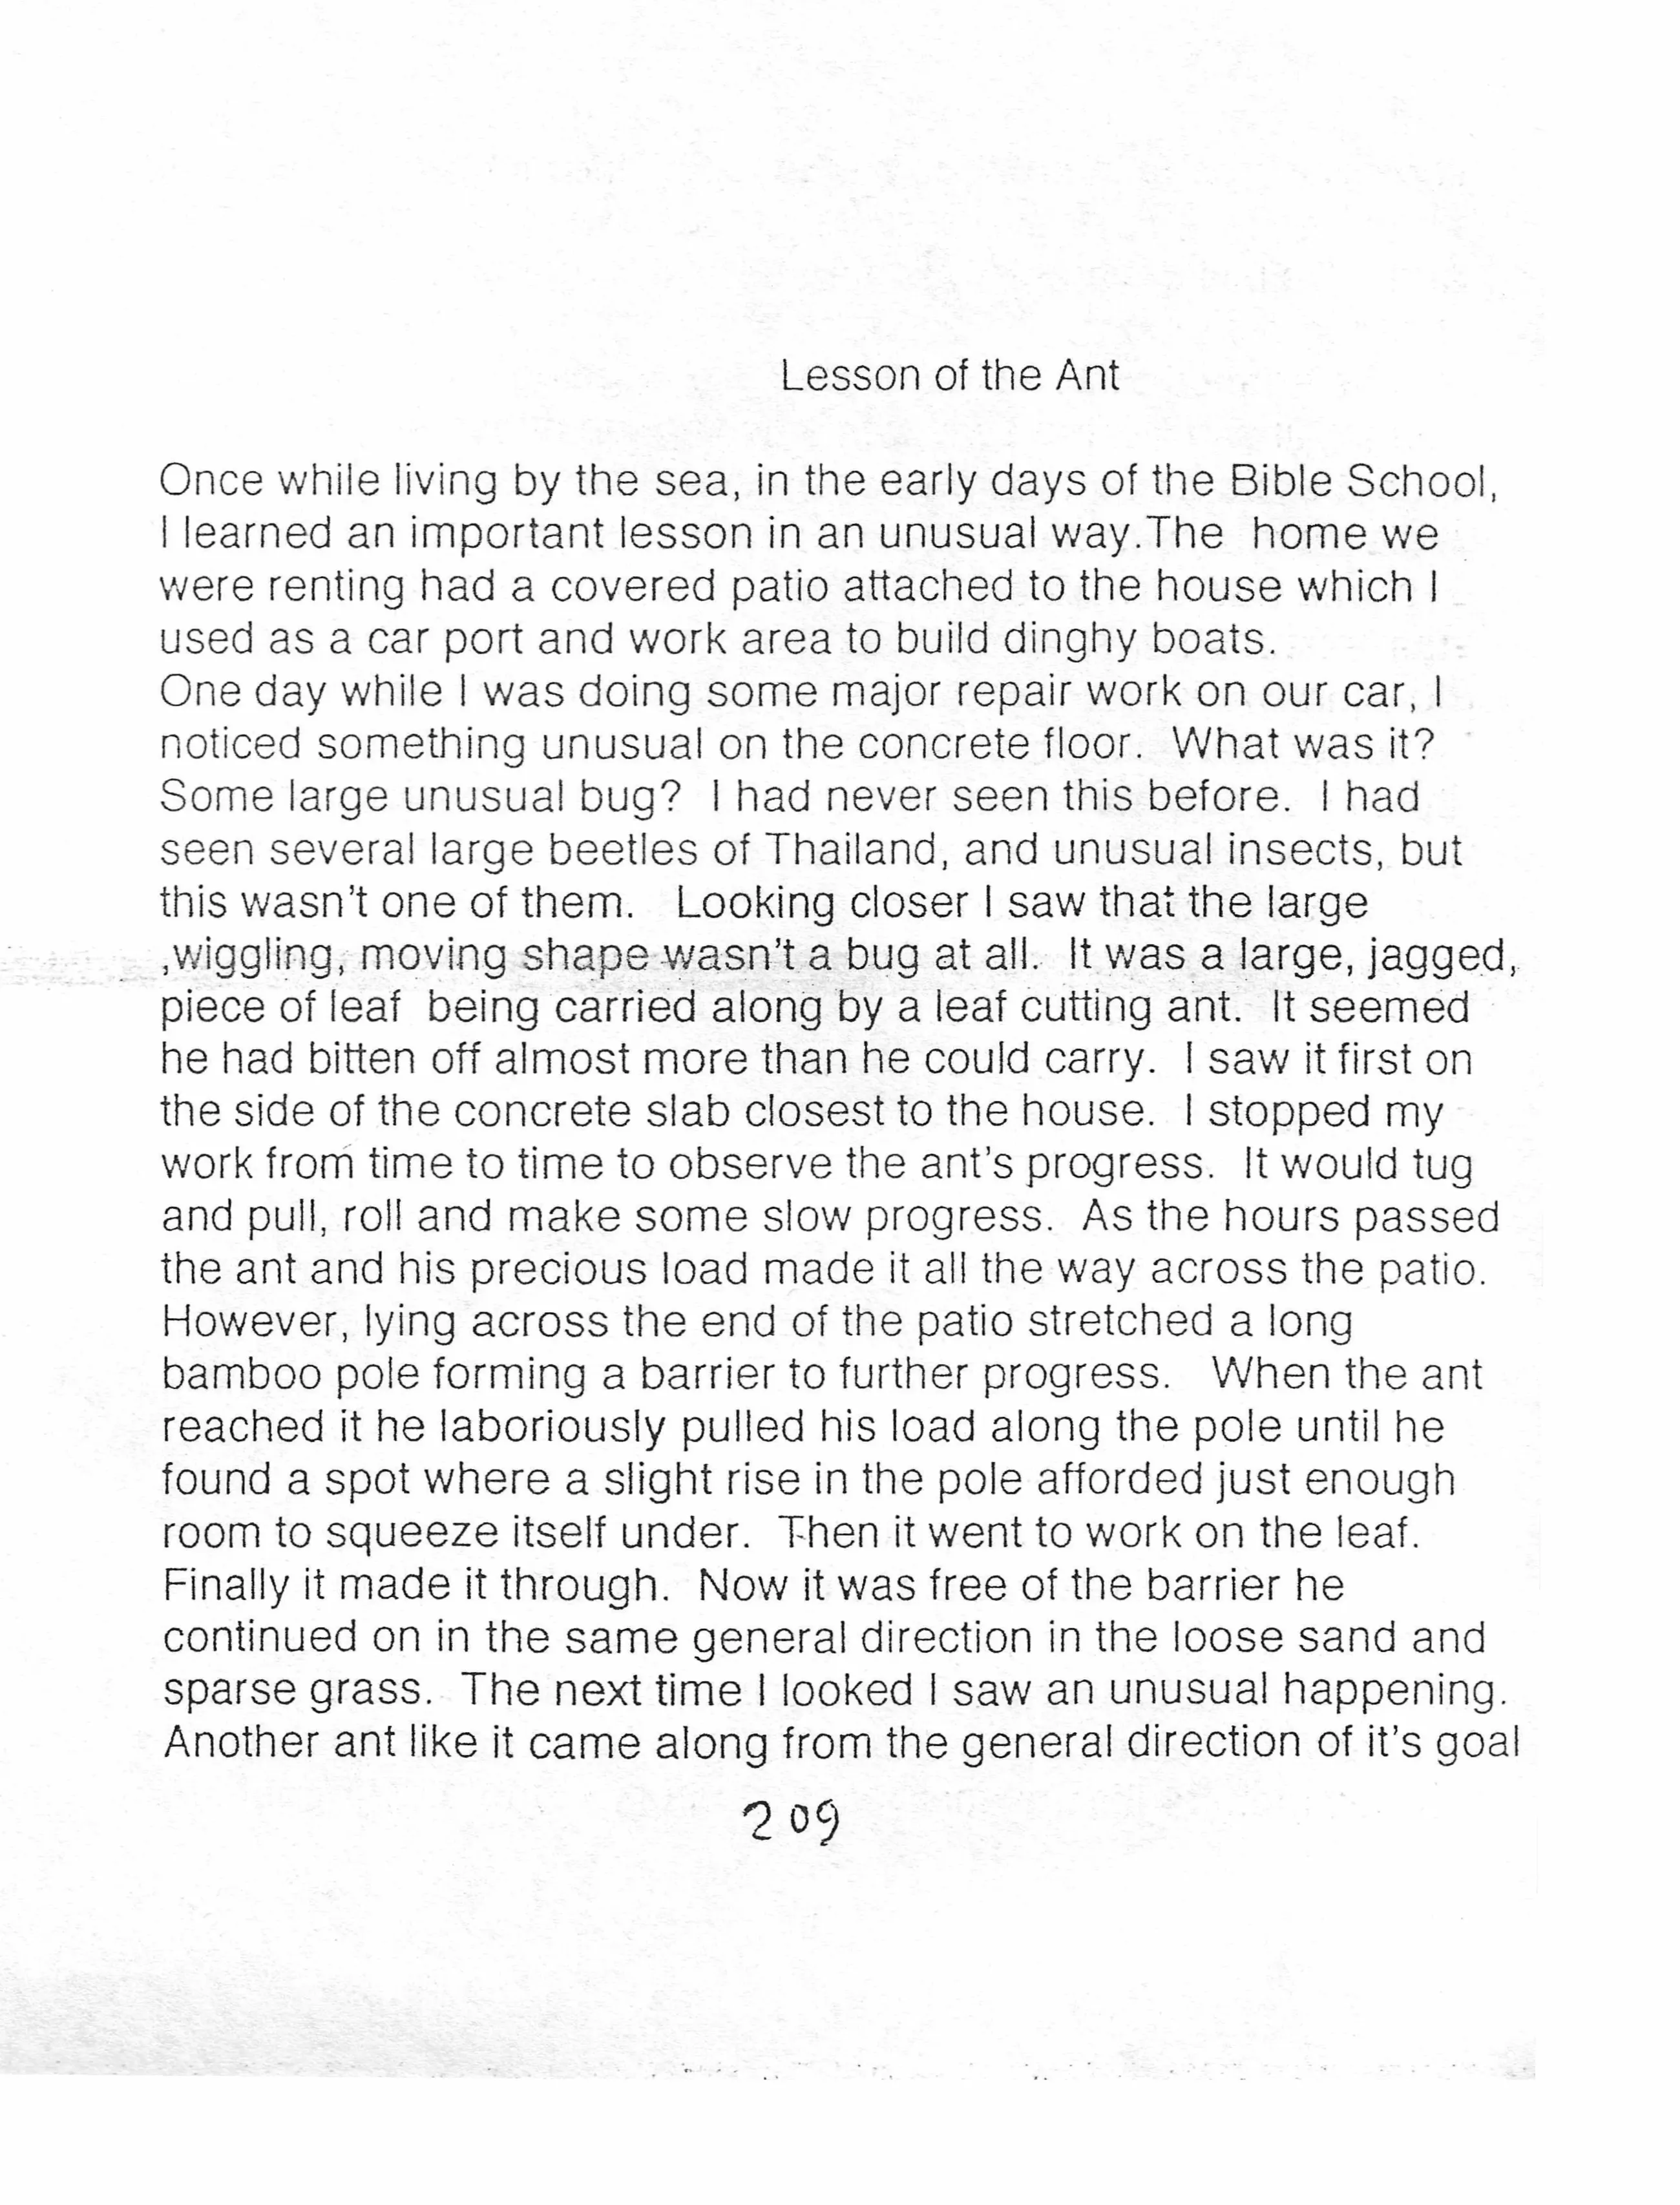 Lesson of the Ant
Once while living by the sea, in the early days of the Bible School,
I learned an important lesson in an unusual way.The  home we
were renting had a covered patio attached to the house which I
used as a car port and work area to build dinghy boats.
One day while I was doing some major repair work on our car, I
noticed something unusual on the concrete floor.  What was it?
Some large unusual bug?  I had never seen this before.  I had
seen several large beetles of Thailand, and unusual insects, but
this wasn't one of them.   Looking closer I saw that the large
,wiggling, moving shape wasn't a bug at all.  It was a large, jagged,
piece of leaf  being carried along by a leaf cutting ant.  It seemed
he had bitten off almost more than he could carry.  I saw it first on
the side of the concrete slab closest to the house.  I stopped my
work from time to time to observe the ant's progress.  It would tug
and pull, roll and make some slow progress.  As the hours passed
the ant and his precious load made it all the way across the patio.
However, lying across the end of the patio stretched a long
bamboo pole forming a barrier to further progress.   When the ant
reached it he laboriously pulled his load along the pole until he
found a spot where a slight rise in the pole afforded just enough
room to squeeze itself under.  Then it went to work on the leaf.
Finally it made it through.  Now it was free of the barrier he
continued on in the same general direction in the loose sand and
sparse grass.  The next time I looked I saw an unusual happening.
Another ant like it came along from the general direction of it's goal
209